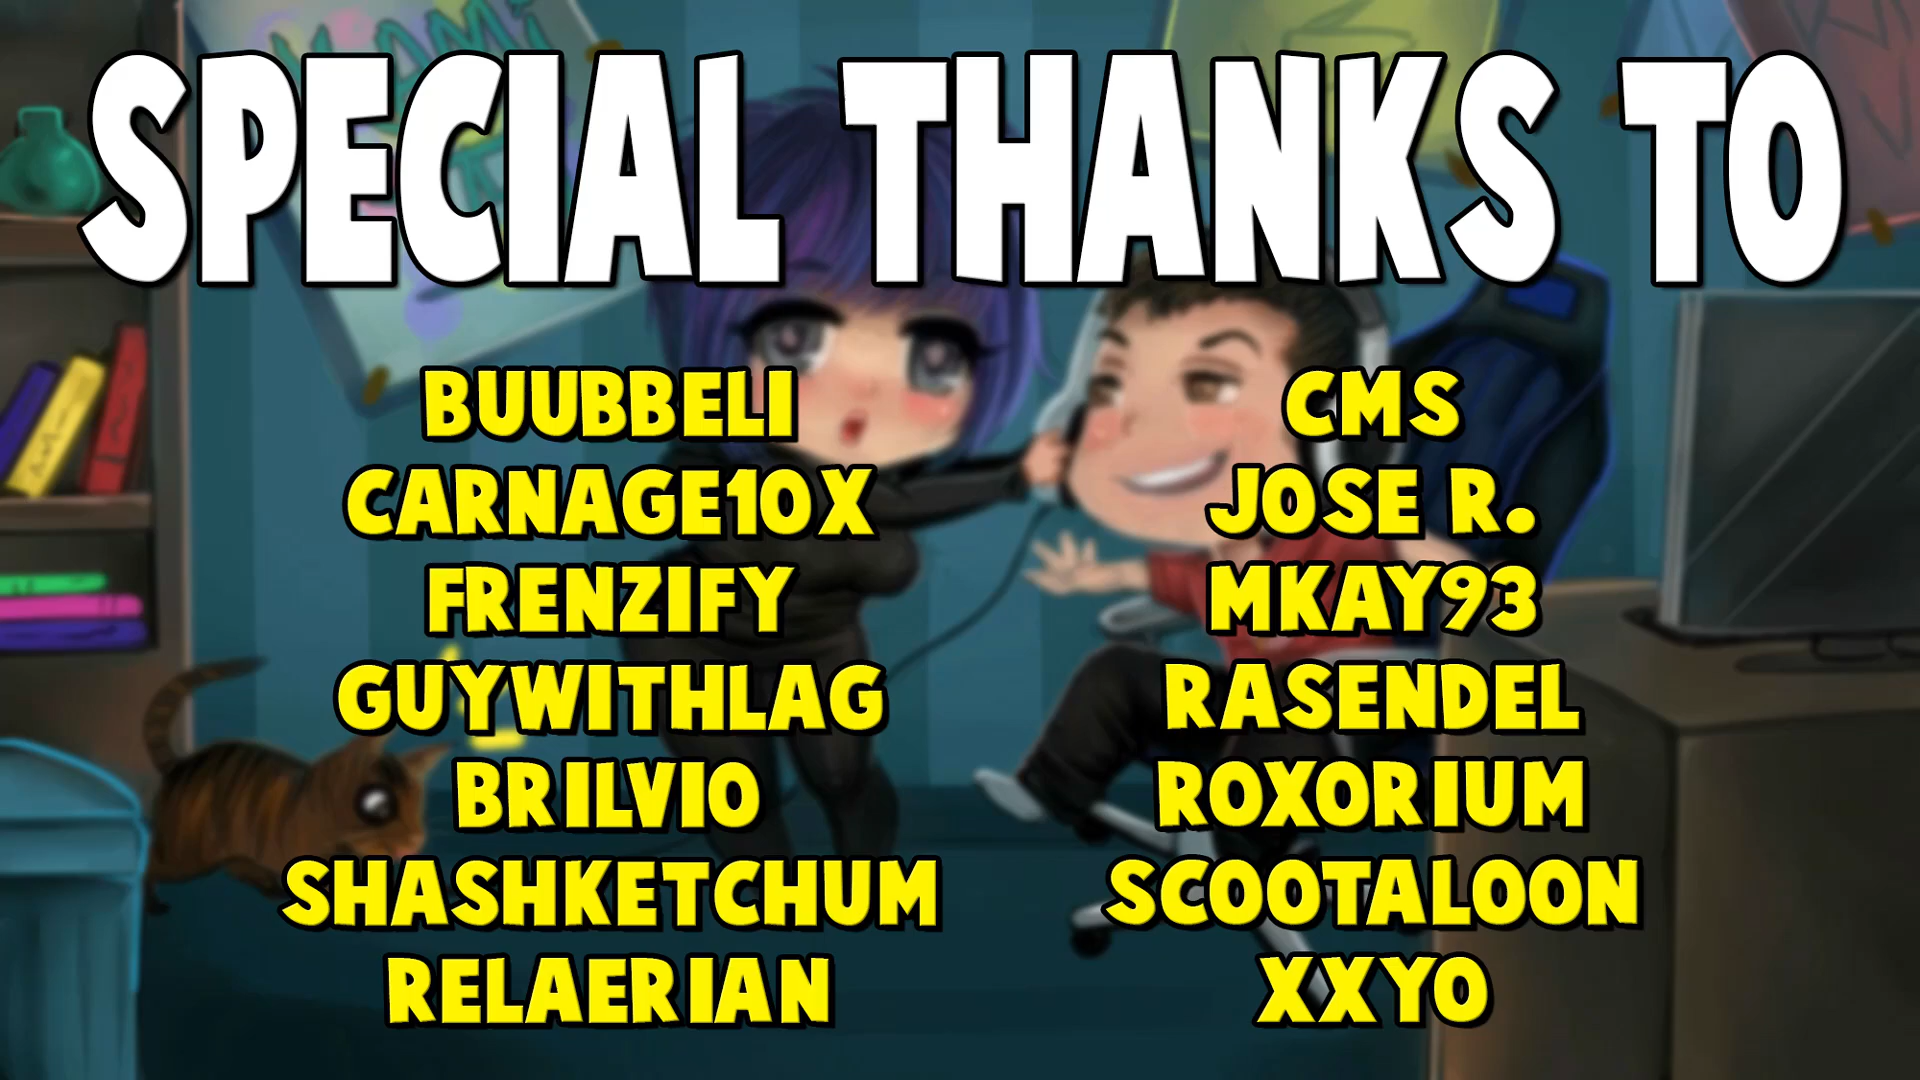 SPECIAL THANKS TO
BUUBBELI
CARNAGE10X
FRENZIFY
GUYWITHLAG
BRILVIO
SHASHKETCHUM
RELAERIAN
CMS
JOSE R.
MKAY93
RASENDEL
ROXORIUM
SCOOTALOON
XXYO